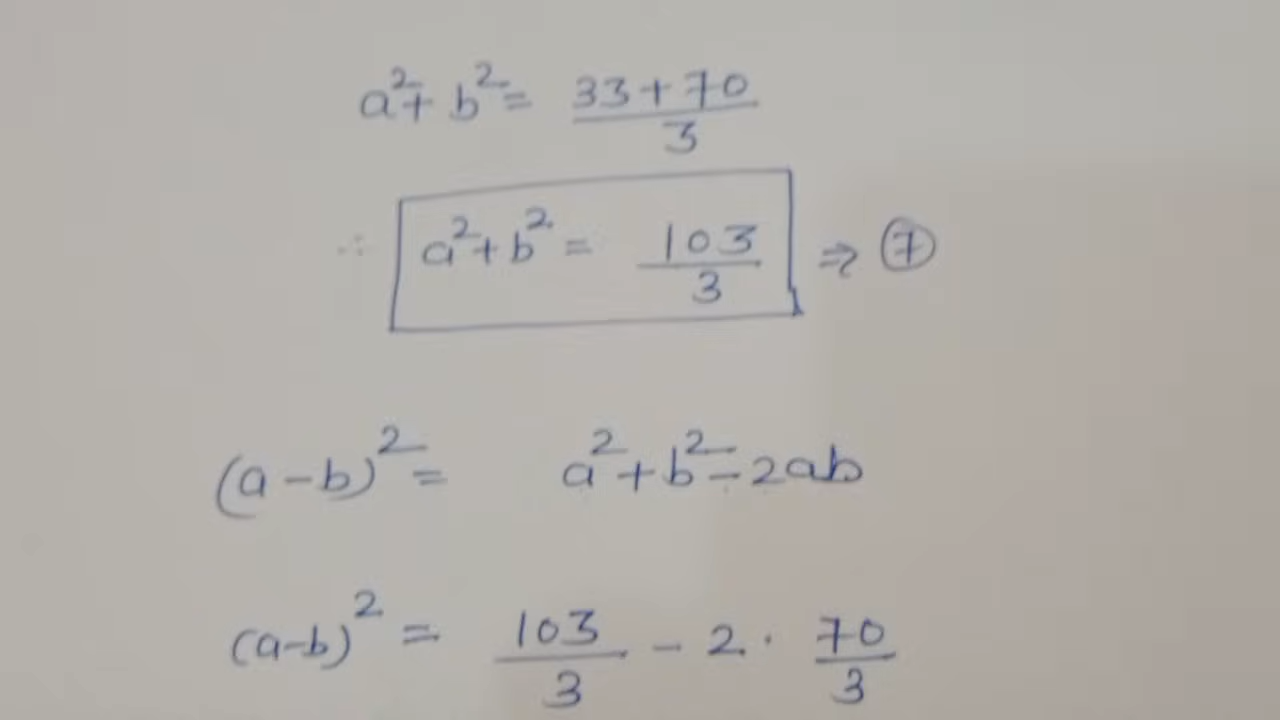 a²+ b² = 33+70/3
∴ a²+b² = 103/3 ⇒ ⑦
(a-b)² = a²+b²-2ab
(a-b)² = 103/3 - 2 · 70/3